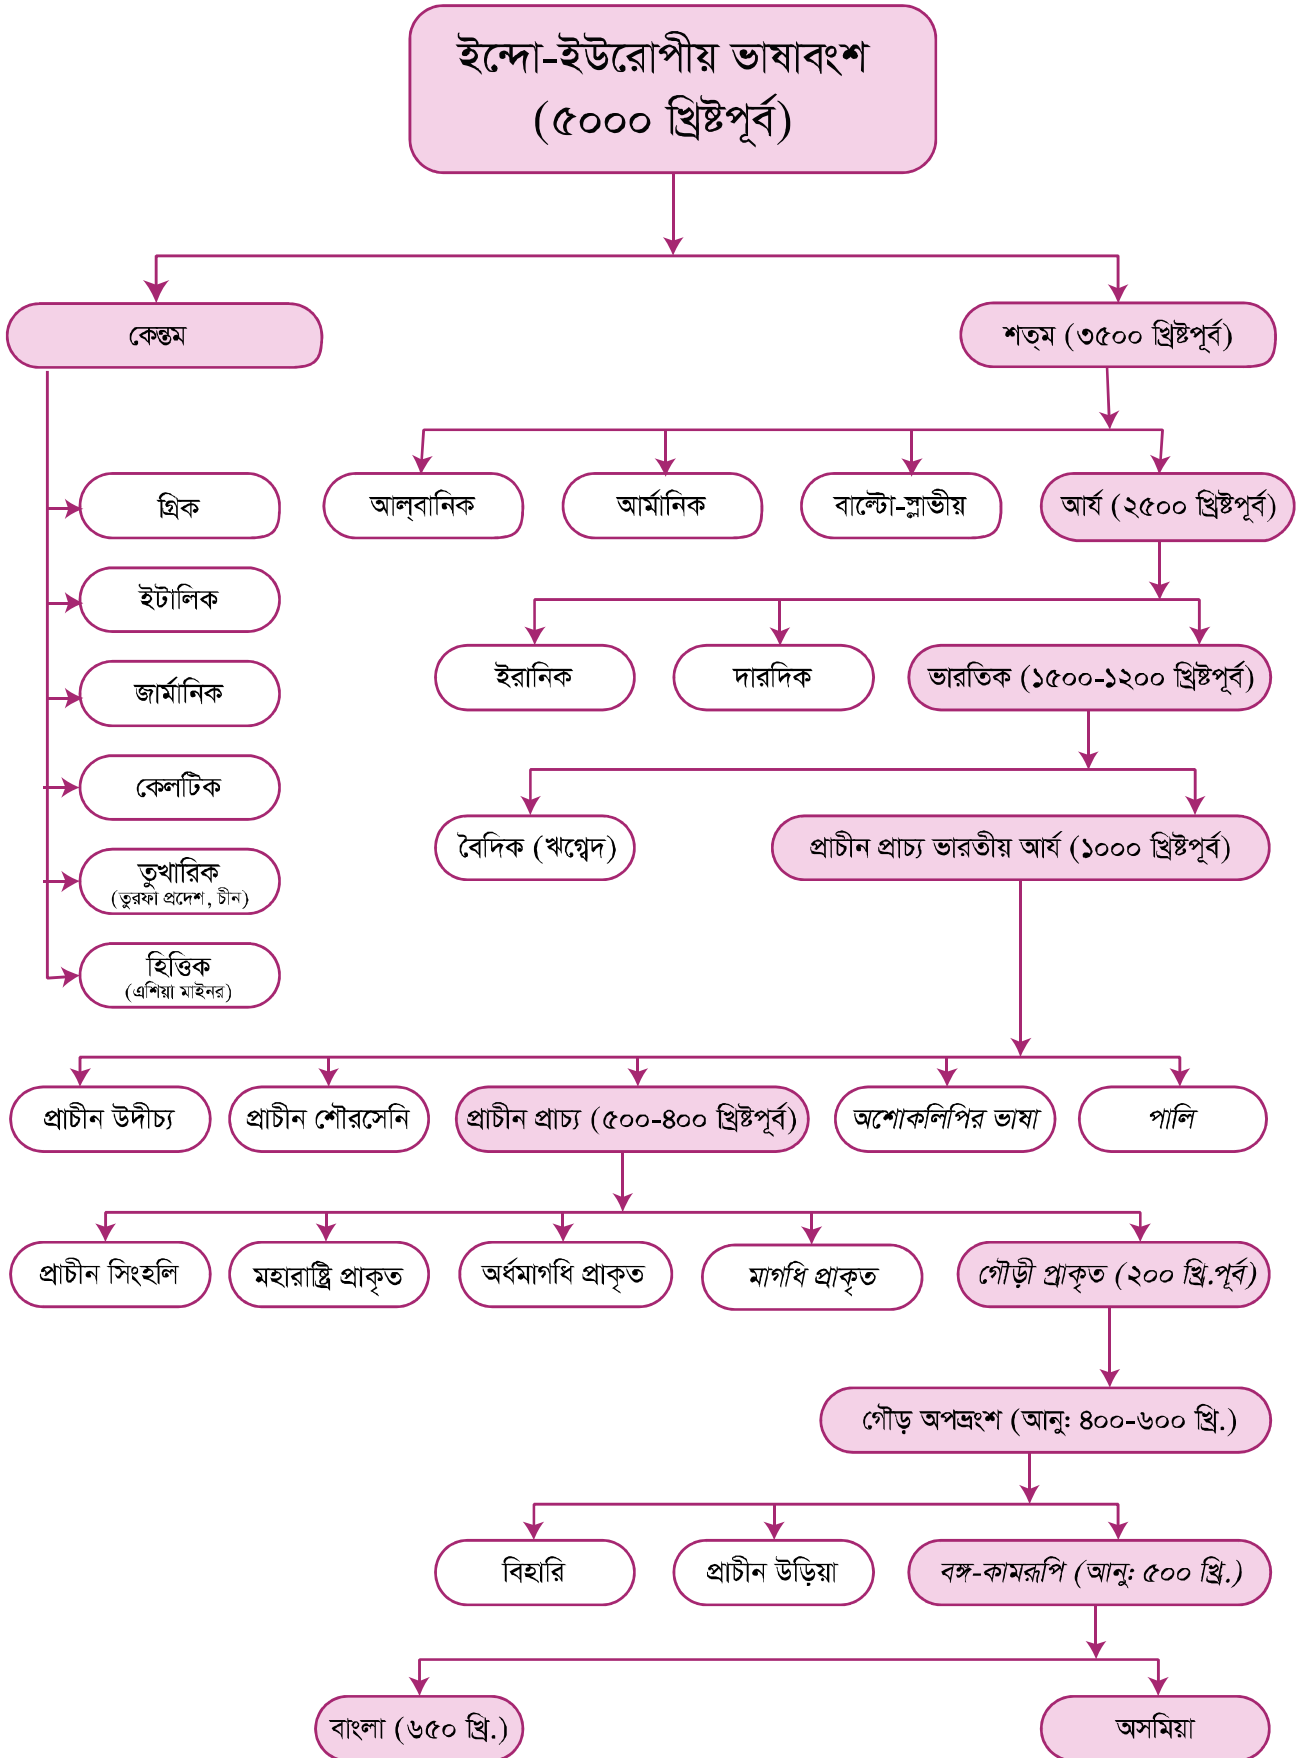 ইন্দো-ইউরোপীয় ভাষাবংশ
(৫০০০ খ্রিষ্টপূর্ব)
কেন্তম
শত্ম (৩৫০০ খ্রিষ্টপূর্ব)
গ্রিক
আল্‌বানিক
আর্মানিক
বাল্টো-স্লাভীয়
আর্য (২৫০০ খ্রিষ্টপূর্ব)
ইটালিক
ইরানিক
দারদিক
ভারতিক (১৫০০-১২০০ খ্রিষ্টপূর্ব)
জার্মানিক
কেলটিক
বৈদিক (ঋগ্বেদ)
প্রাচীন প্রাচ্য ভারতীয় আর্য (১০০০ খ্রিষ্টপূর্ব)
তুখারিক
(তুরফা প্রদেশ, চীন)
হিত্তিক
(এশিয়া মাইনর)
প্রাচীন উদীচ্য
প্রাচীন শৌরসেনি
প্রাচীন প্রাচ্য (৫০০-৪০০ খ্রিষ্টপূর্ব)
অশোকলিপির ভাষা
পালি
প্রাচীন সিংহলি
মহারাষ্ট্রি প্রাকৃত
অর্ধমাগধি প্রাকৃত
মাগধি প্রাকৃত
গৌড়ী প্রাকৃত (২০০ খ্রি.পূর্ব)
গৌড় অপভ্রংশ (আনু: ৪০০-৬০০ খ্রি.)
বিহারি
প্রাচীন উড়িয়া
বঙ্গ-কামরূপি (আনু: ৫০০ খ্রি.)
বাংলা (৬৫০ খ্রি.)
অসমিয়া